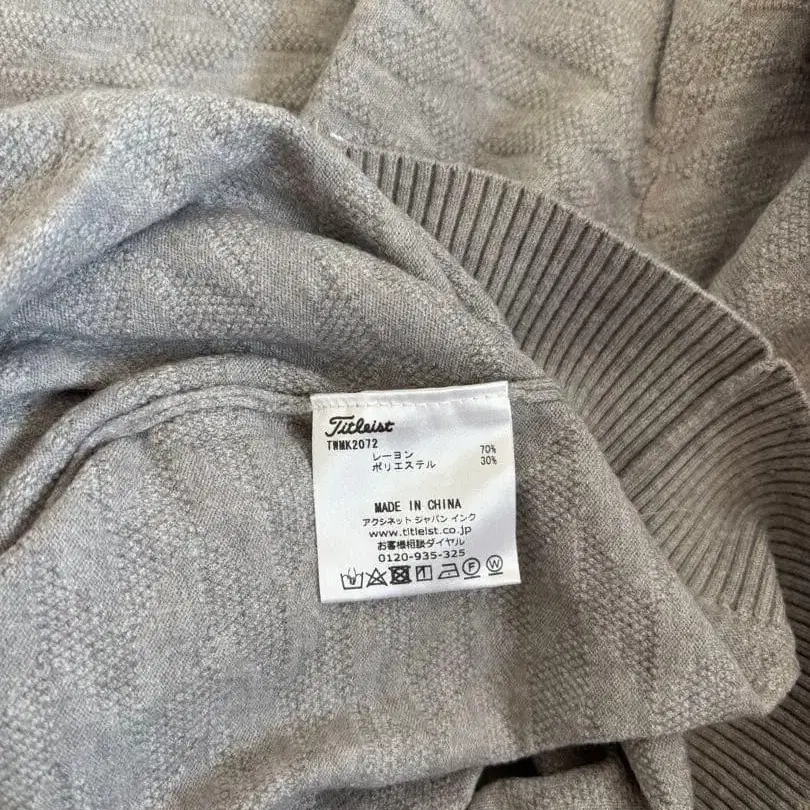 Titleist
TWMK2072
レーヨン 70%
ポリエステル 30%
MADE IN CHINA
アクシネット ジャパン インク
www.titleist.co.jp
お客様相談ダイヤル
0120-935-325
F W